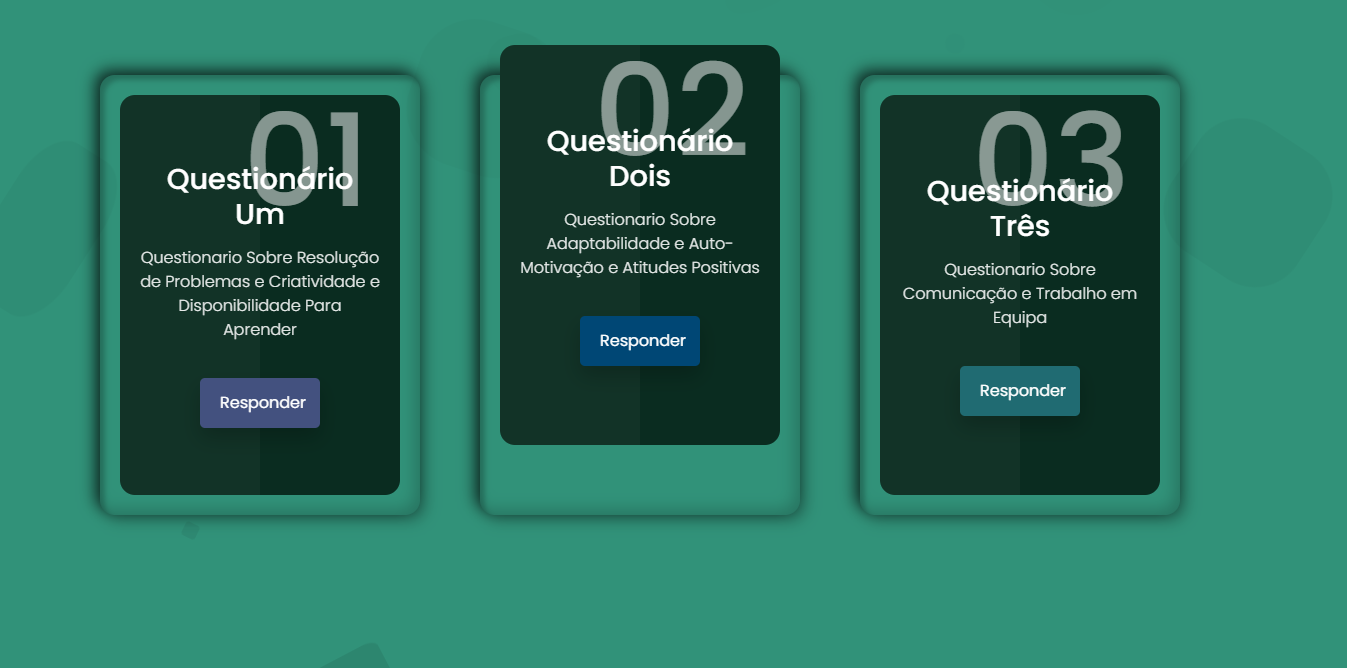 01
Questionário
Um
Questionario Sobre Resolução
de Problemas e Criatividade e
Disponibilidade Para
Aprender
Responder
02
Questionário
Dois
Questionario Sobre
Adaptabilidade e Auto-
Motivação e Atitudes Positivas
Responder
03
Questionário
Três
Questionario Sobre
Comunicação e Trabalho em
Equipa
Responder